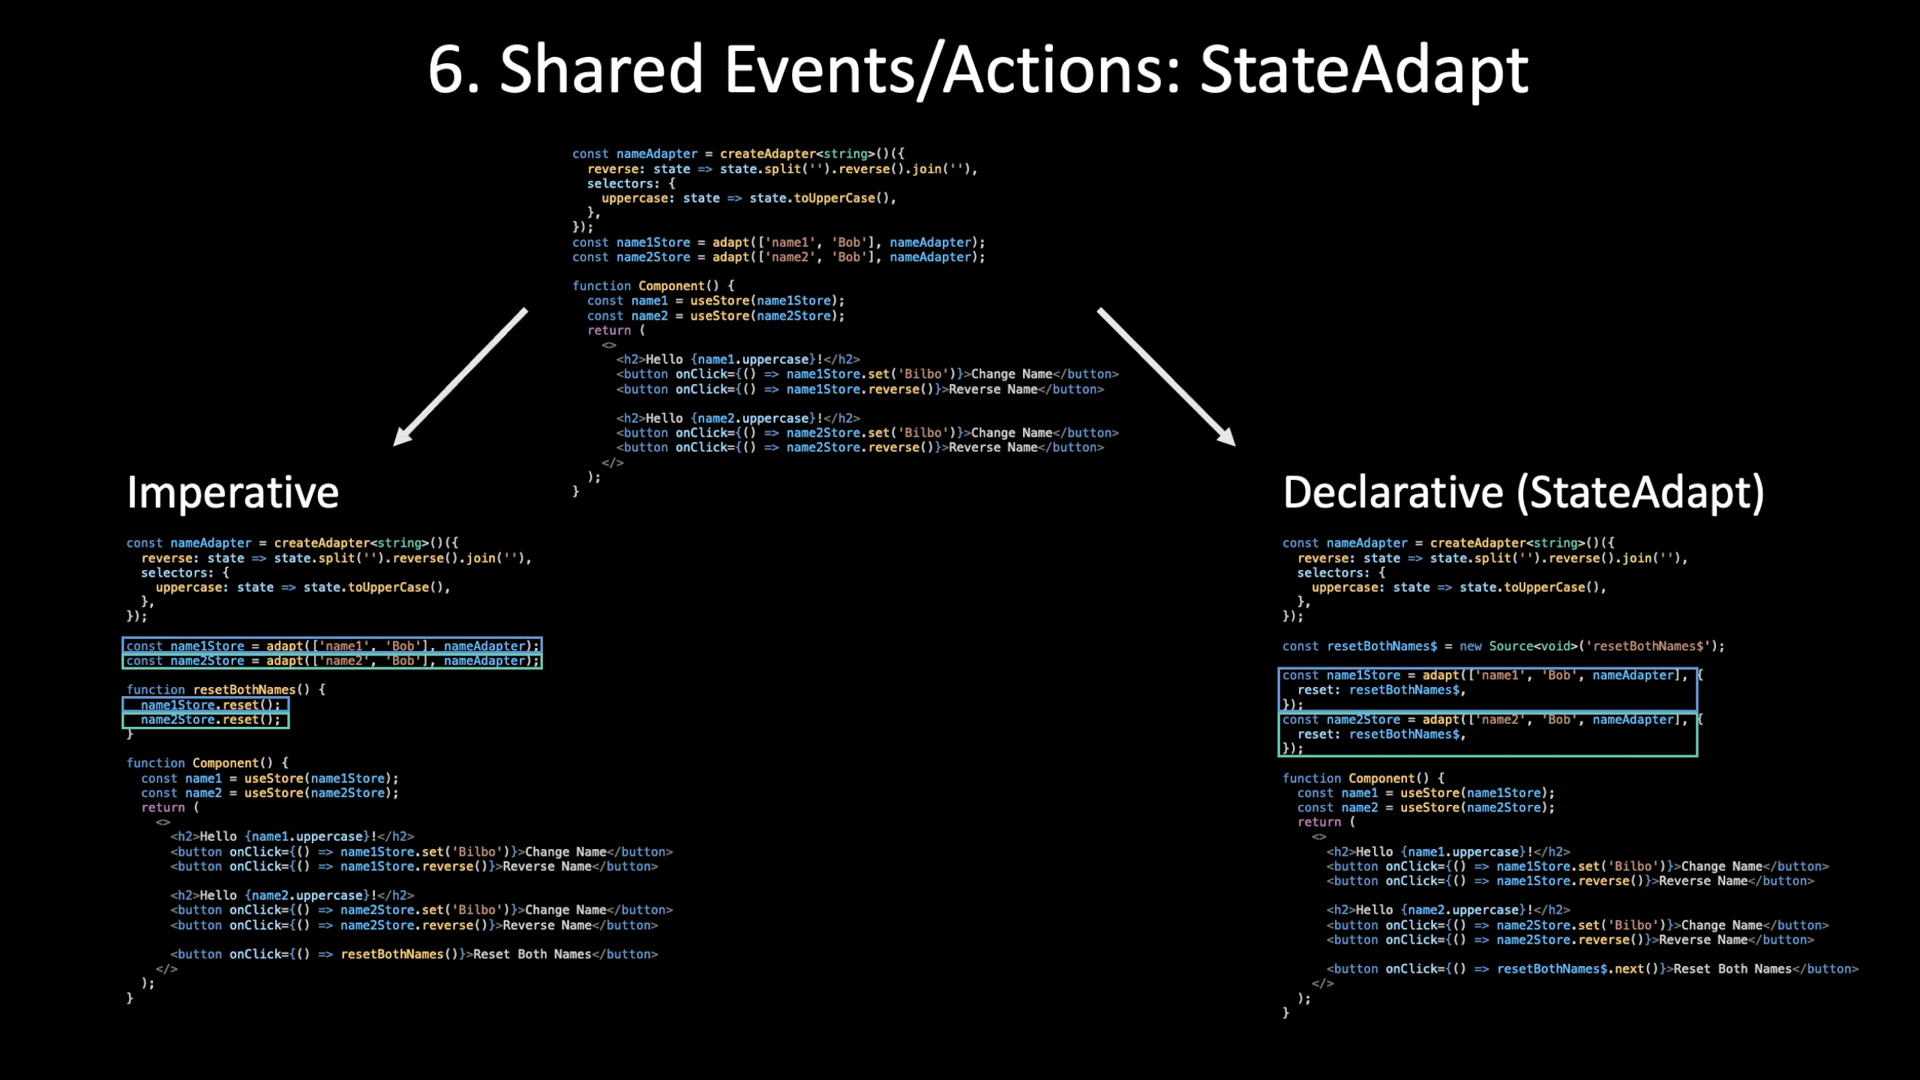 6. Shared Events/Actions: StateAdapt
const nameAdapter = createAdapter<string>()({
  reverse: state => state.split('').reverse().join(''),
  selectors: {
    uppercase: state => state.toUpperCase(),
  },
});
const name1Store = adapt(['name1', 'Bob'], nameAdapter);
const name2Store = adapt(['name2', 'Bob'], nameAdapter);

function Component() {
  const name1 = useStore(name1Store);
  const name2 = useStore(name2Store);
  return (
    <>
      <h2>Hello {name1.uppercase}!</h2>
      <button onClick={() => name1Store.set('Bilbo')}>Change Name</button>
      <button onClick={() => name1Store.reverse()}>Reverse Name</button>

      <h2>Hello {name2.uppercase}!</h2>
      <button onClick={() => name2Store.set('Bilbo')}>Change Name</button>
      <button onClick={() => name2Store.reverse()}>Reverse Name</button>
    </>
  );
}
Imperative
const nameAdapter = createAdapter<string>()({
  reverse: state => state.split('').reverse().join(''),
  selectors: {
    uppercase: state => state.toUpperCase(),
  },
});

const name1Store = adapt(['name1', 'Bob'], nameAdapter);
const name2Store = adapt(['name2', 'Bob'], nameAdapter);

function resetBothNames() {
  name1Store.reset();
  name2Store.reset();
}

function Component() {
  const name1 = useStore(name1Store);
  const name2 = useStore(name2Store);
  return (
    <>
      <h2>Hello {name1.uppercase}!</h2>
      <button onClick={() => name1Store.set('Bilbo')}>Change Name</button>
      <button onClick={() => name1Store.reverse()}>Reverse Name</button>

      <h2>Hello {name2.uppercase}!</h2>
      <button onClick={() => name2Store.set('Bilbo')}>Change Name</button>
      <button onClick={() => name2Store.reverse()}>Reverse Name</button>

      <button onClick={() => resetBothNames()}>Reset Both Names</button>
    </>
  );
}
Declarative (StateAdapt)
const nameAdapter = createAdapter<string>()({
  reverse: state => state.split('').reverse().join(''),
  selectors: {
    uppercase: state => state.toUpperCase(),
  },
});

const resetBothNames$ = new Source<void>('resetBothNames$');

const name1Store = adapt(['name1', 'Bob', nameAdapter], {
  reset: resetBothNames$,
});
const name2Store = adapt(['name2', 'Bob', nameAdapter], {
  reset: resetBothNames$,
});

function Component() {
  const name1 = useStore(name1Store);
  const name2 = useStore(name2Store);
  return (
    <>
      <h2>Hello {name1.uppercase}!</h2>
      <button onClick={() => name1Store.set('Bilbo')}>Change Name</button>
      <button onClick={() => name1Store.reverse()}>Reverse Name</button>

      <h2>Hello {name2.uppercase}!</h2>
      <button onClick={() => name2Store.set('Bilbo')}>Change Name</button>
      <button onClick={() => name2Store.reverse()}>Reverse Name</button>

      <button onClick={() => resetBothNames$.next()}>Reset Both Names</button>
    </>
  );
}